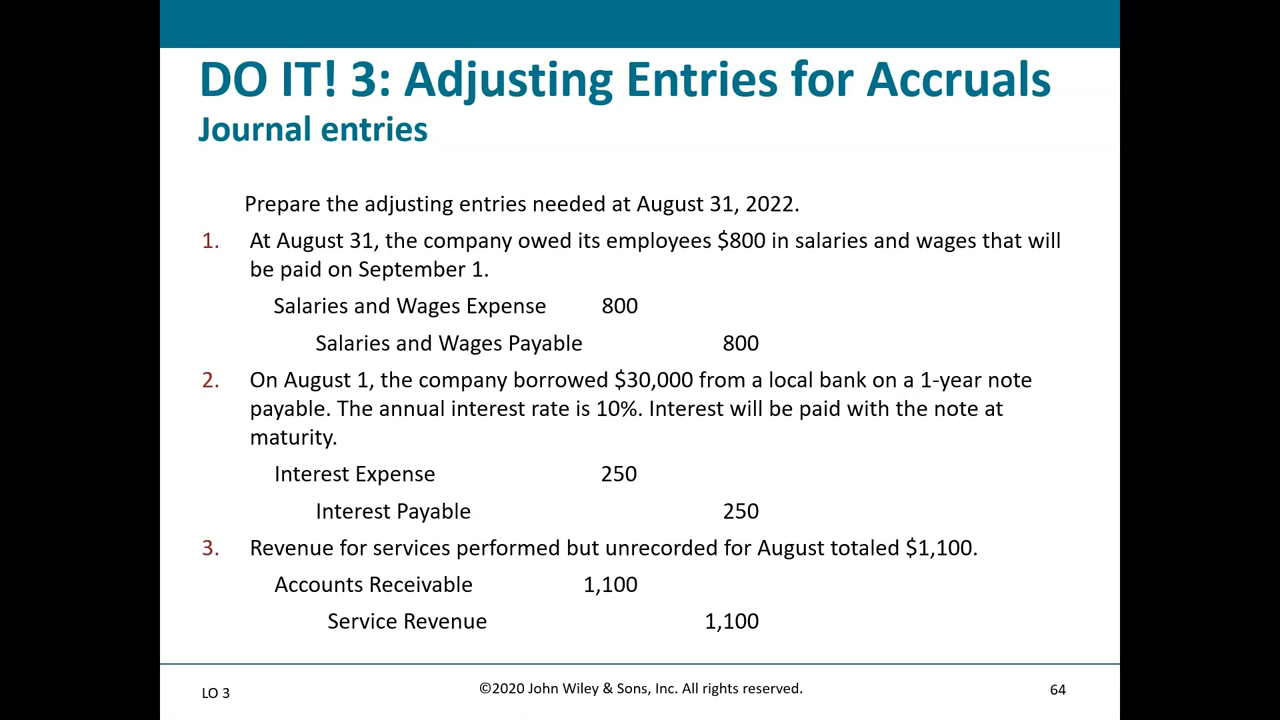 DO IT! 3: Adjusting Entries for Accruals
Journal entries
Prepare the adjusting entries needed at August 31, 2022.
1. At August 31, the company owed its employees $800 in salaries and wages that will
be paid on September 1.
Salaries and Wages Expense 800
Salaries and Wages Payable 800
2. On August 1, the company borrowed $30,000 from a local bank on a 1-year note
payable. The annual interest rate is 10%. Interest will be paid with the note at
maturity.
Interest Expense 250
Interest Payable 250
3. Revenue for services performed but unrecorded for August totaled $1,100.
Accounts Receivable 1,100
Service Revenue 1,100
LO 3 ©2020 John Wiley & Sons, Inc. All rights reserved. 64